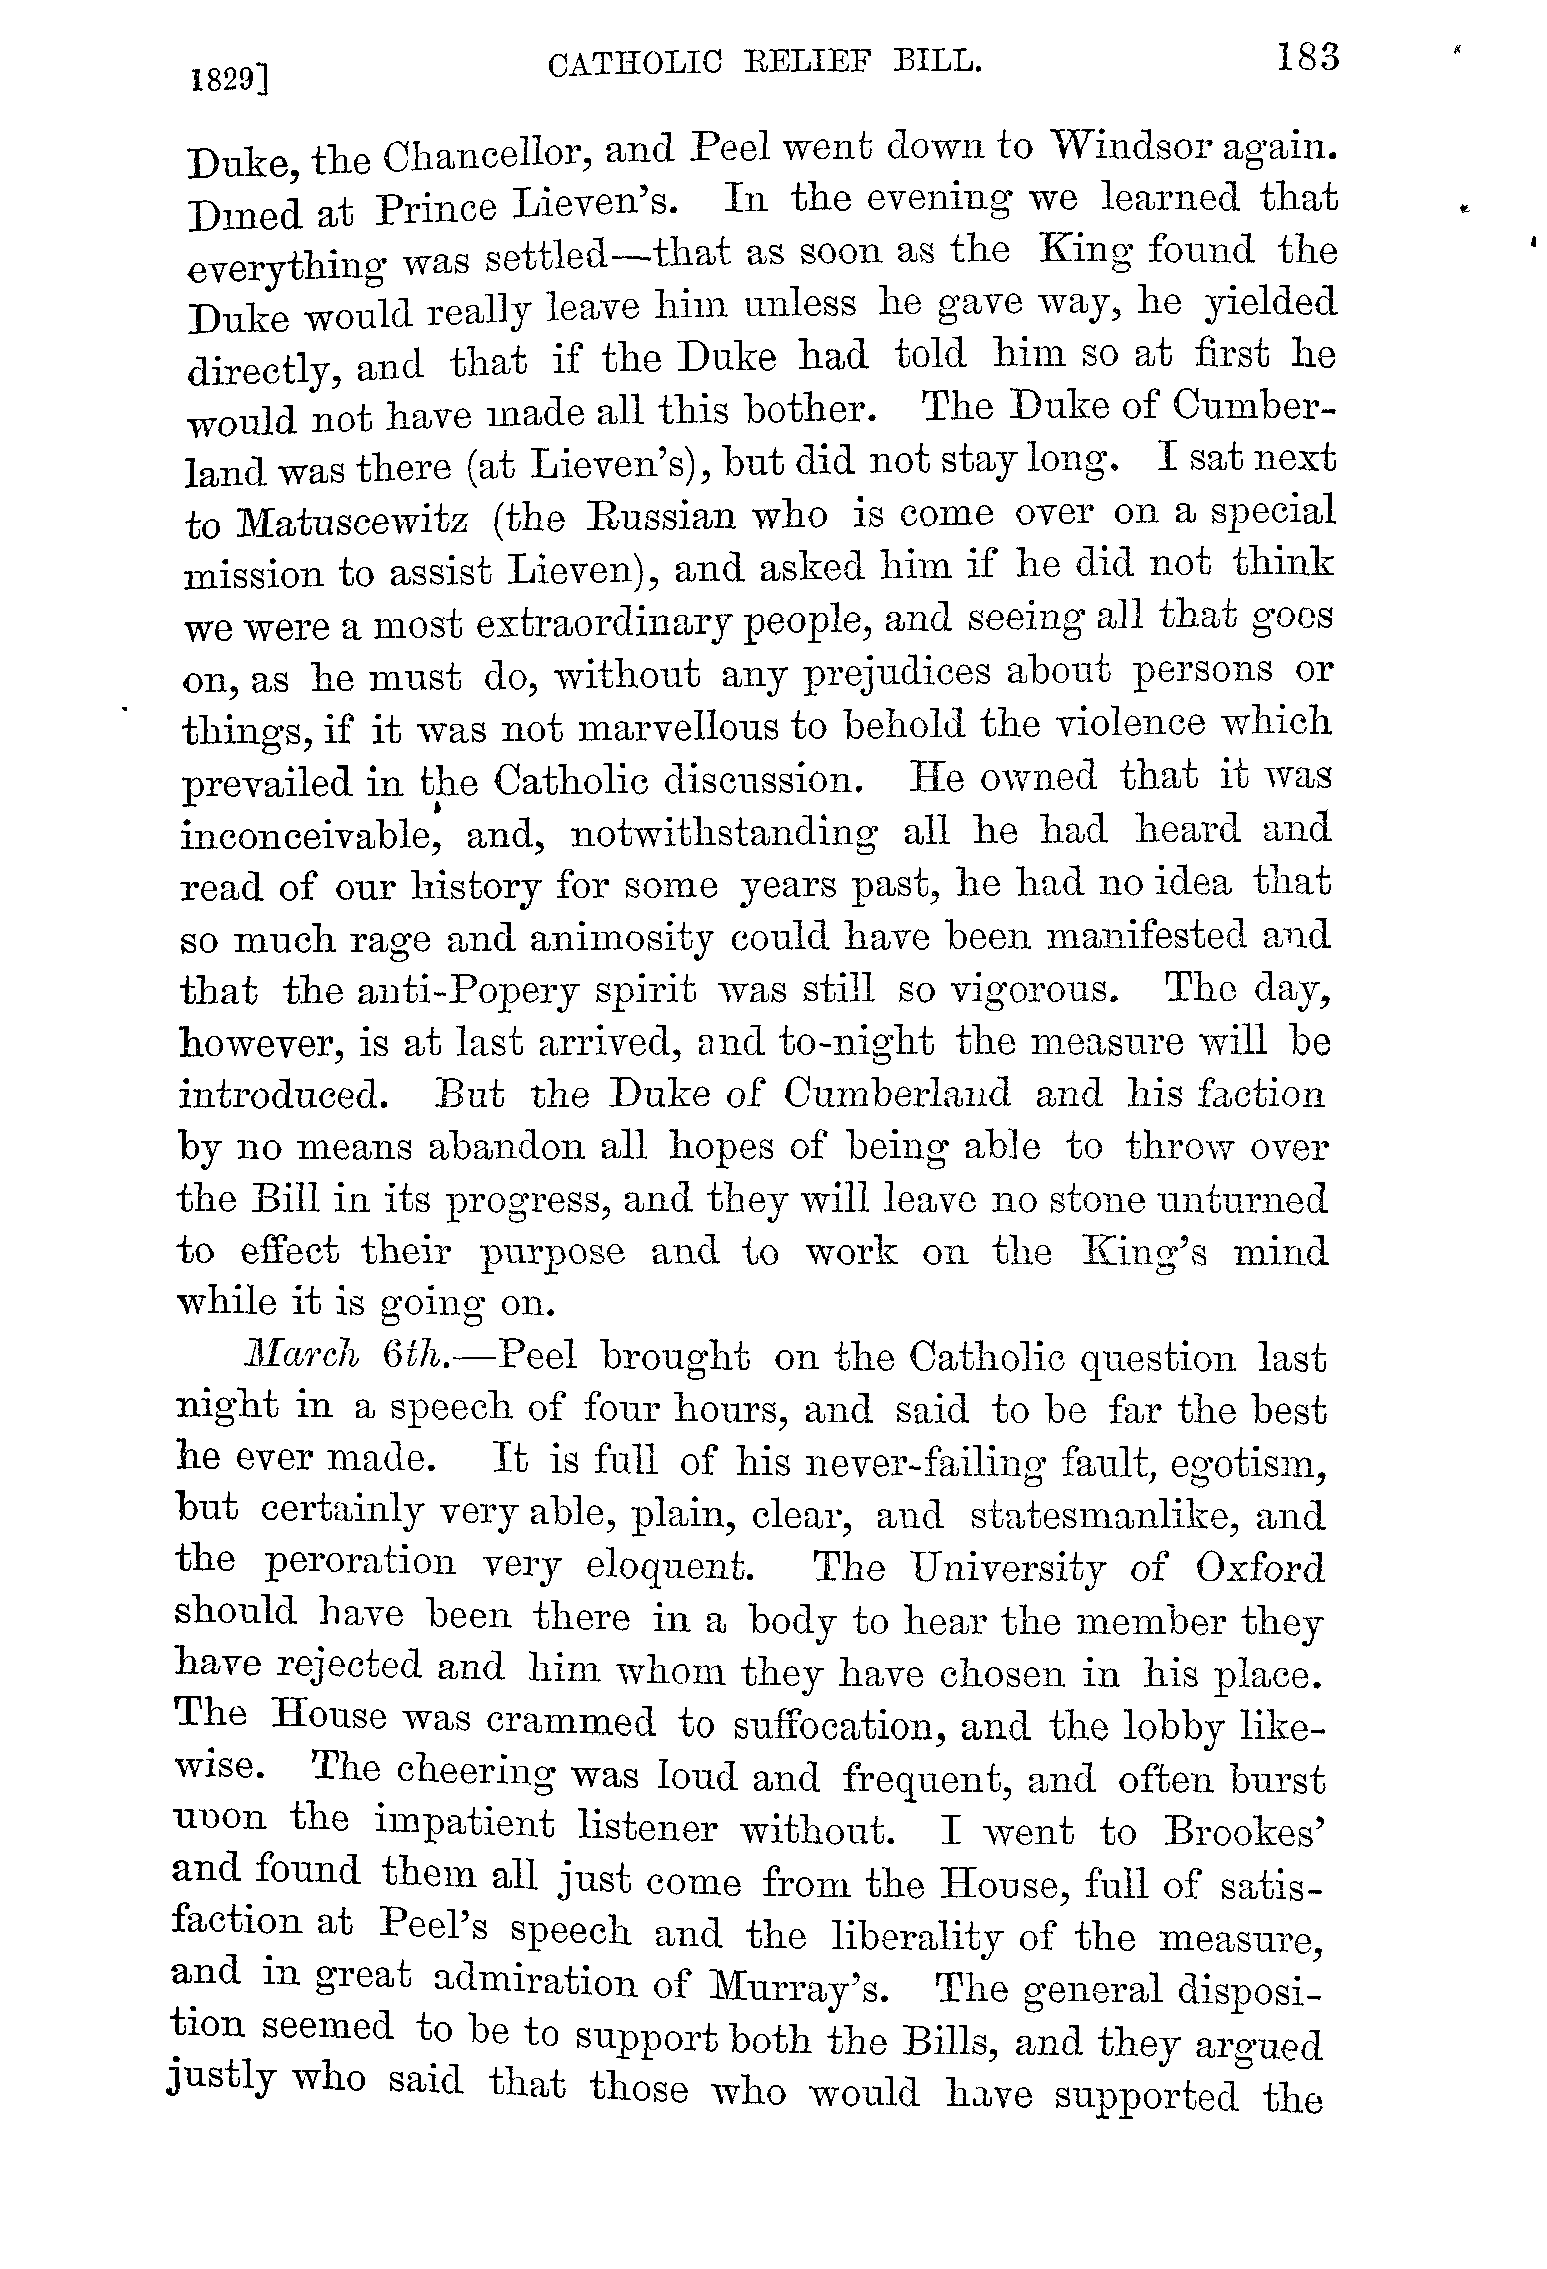 1829] CATHOLIC RELIEF BILL. 183
Duke, the Chancellor, and Peel went down to Windsor again.
Dined at Prince Lieven's. In the evening we learned that
everything was settled—that as soon as the King found the
Duke would really leave him unless he gave way, he yielded
directly, and that if the Duke had told him so at first he
would not have made all this bother. The Duke of Cumber-
land was there (at Lieven's), but did not stay long. I sat next
to Matuscewitz (the Russian who is come over on a special
mission to assist Lieven), and asked him if he did not think
we were a most extraordinary people, and seeing all that goes
on, as he must do, without any prejudices about persons or
things, if it was not marvellous to behold the violence which
prevailed in the Catholic discussion. He owned that it was
inconceivable, and, notwithstanding all he had heard and
read of our history for some years past, he had no idea that
so much rage and animosity could have been manifested and
that the anti-Popery spirit was still so vigorous. The day,
however, is at last arrived, and to-night the measure will be
introduced. But the Duke of Cumberland and his faction
by no means abandon all hopes of being able to throw over
the Bill in its progress, and they will leave no stone unturned
to effect their purpose and to work on the King's mind
while it is going on.
March 6th.—Peel brought on the Catholic question last
night in a speech of four hours, and said to be far the best
he ever made. It is full of his never-failing fault, egotism,
but certainly very able, plain, clear, and statesmanlike, and
the peroration very eloquent. The University of Oxford
should have been there in a body to hear the member they
have rejected and him whom they have chosen in his place.
The House was crammed to suffocation, and the lobby like-
wise. The cheering was loud and frequent, and often burst
upon the impatient listener without. I went to Brookes'
and found them all just come from the House, full of satis-
faction at Peel's speech and the liberality of the measure,
and in great admiration of Murray's. The general disposi-
tion seemed to be to support both the Bills, and they argued
justly who said that those who would have supported the